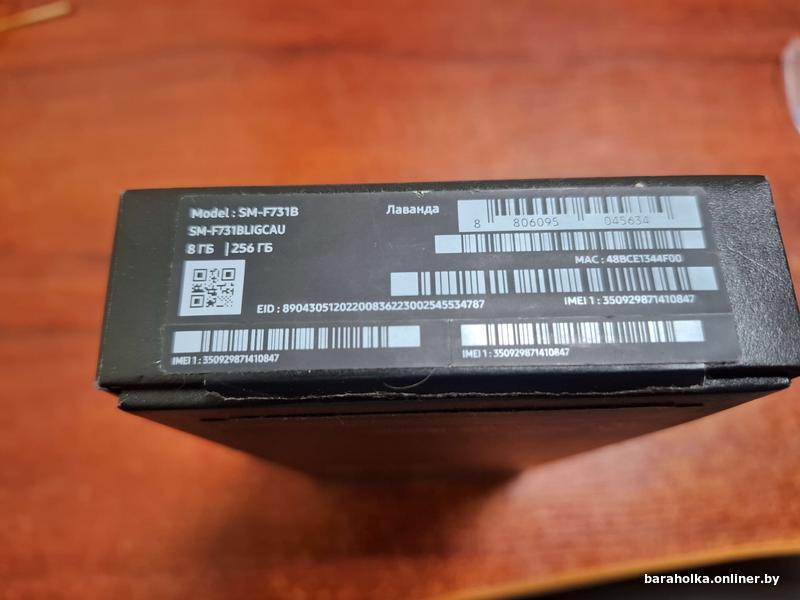 Model : SM-F731B
Лаванда
SM-F731BLIGCAU
8 ГБ | 256 ГБ
8 806095 045634
MAC : 48BCE1344F00
EID : 89043051202200836223002545534787
IMEI 1 : 350929871410847
IMEI 1 : 350929871410847
IMEI 1 : 350929871410847
baraholka.onliner.by